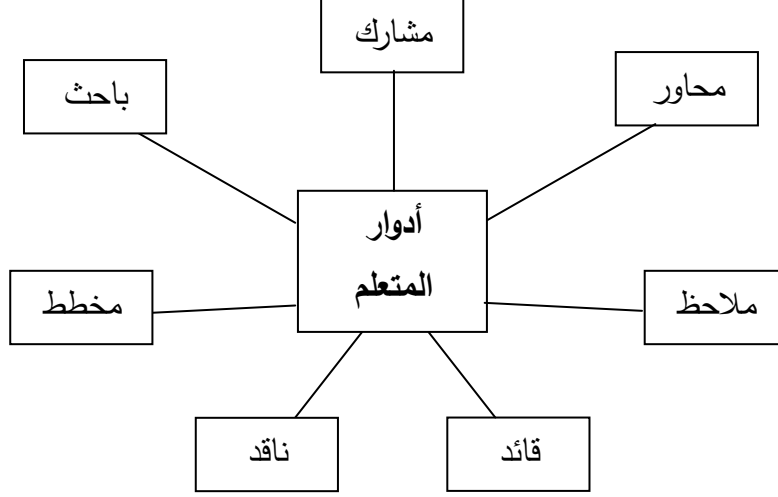 مشارك
محاور
باحث
أدوار
المتعلم
ملاحظ
مخطط
قائد
ناقد